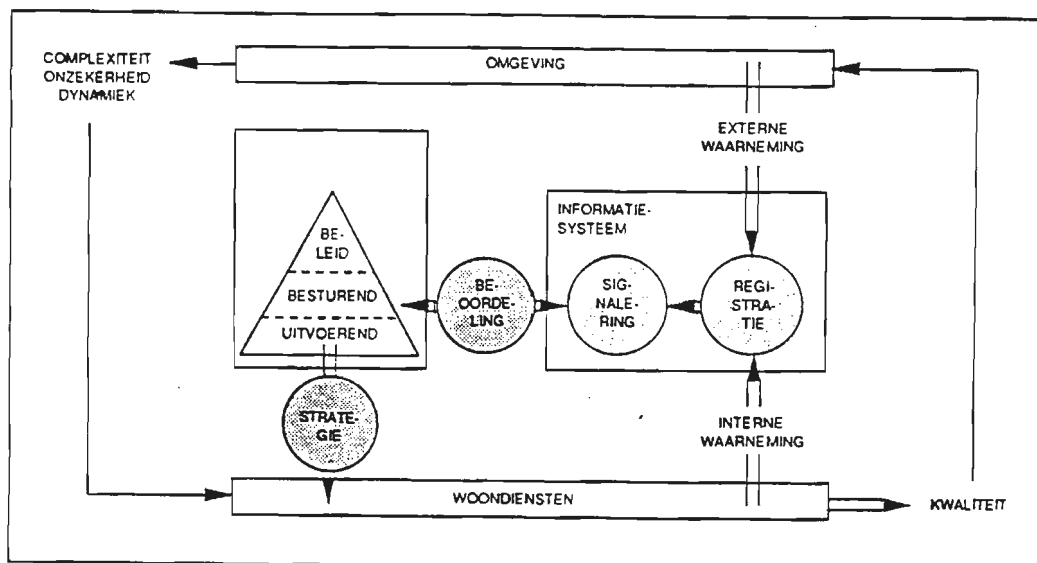 COMPLEXITEIT
ONZEKERHEID
DYNAMIEK
OMGEVING
EXTERNE
WAARNEMING
INFORMATIE-
SYSTEEM
BE-
LEID
BESTUREND
UITVOEREND
BE-
OORDE-
LING
SIG-
NALE-
RING
REGI-
STRA-
TIE
STRATE-
GIE
INTERNE
WAARNEMING
WOONDIENSTEN
KWALITEIT